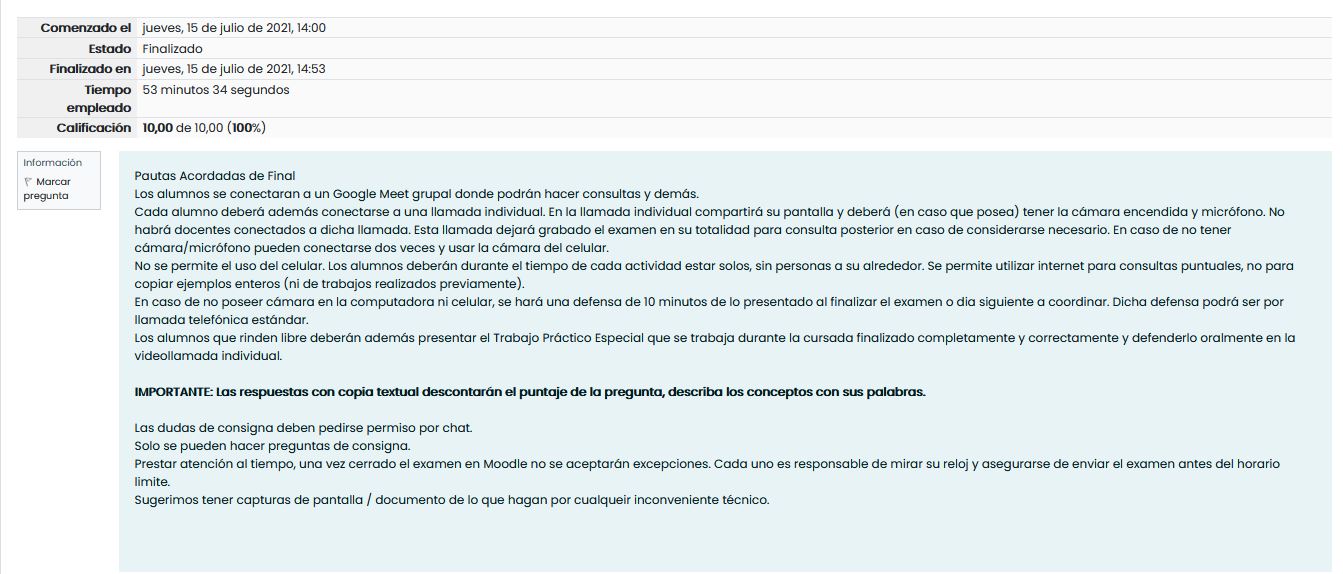 Comenzado el jueves, 15 de julio de 2021, 14:00
Estado Finalizado
Finalizado en jueves, 15 de julio de 2021, 14:53
Tiempo empleado 53 minutos 34 segundos
Calificación 10,00 de 10,00 (100%)
Información
Marcar
pregunta
Pautas Acordadas de Final
Los alumnos se conectaran a un Google Meet grupal donde podrán hacer consultas y demás.
Cada alumno deberá además conectarse a una llamada individual. En la llamada individual compartirá su pantalla y deberá (en caso que posea) tener la cámara encendida y micrófono. No
habrá docentes conectados a dicha llamada. Esta llamada dejará grabado el examen en su totalidad para consulta posterior en caso de considerarse necesario. En caso de no tener
cámara/micrófono pueden conectarse dos veces y usar la cámara del celular.
No se permite el uso del celular. Los alumnos deberán durante el tiempo de cada actividad estar solos, sin personas a su alrededor. Se permite utilizar internet para consultas puntuales, no para
copiar ejemplos enteros (ni de trabajos realizados previamente).
En caso de no poseer cámara en la computadora ni celular, se hará una defensa de 10 minutos de lo presentado al finalizar el examen o dia siguiente a coordinar. Dicha defensa podrá ser por
llamada telefónica estándar.
Los alumnos que rinden libre deberán además presentar el Trabajo Práctico Especial que se trabaja durante la cursada finalizado completamente y correctamente y defenderlo oralmente en la
videollamada individual.
IMPORTANTE: Las respuestas con copia textual descontarán el puntaje de la pregunta, describa los conceptos con sus palabras.
Las dudas de consigna deben pedirse permiso por chat.
Solo se pueden hacer preguntas de consigna.
Prestar atención al tiempo, una vez cerrado el examen en Moodle no se aceptarán excepciones. Cada uno es responsable de mirar su reloj y asegurarse de enviar el examen antes del horario
limite.
Sugerimos tener capturas de pantalla / documento de lo que hagan por cualqueir inconveniente técnico.